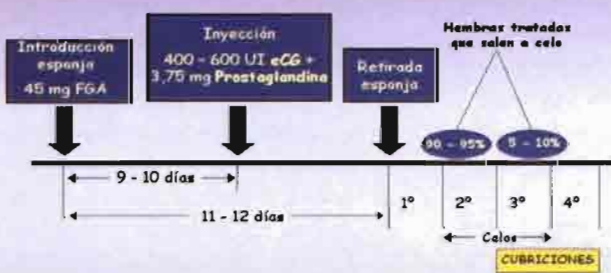 Introducción
esponja
45 mg FGA
Inyección
400 - 600 UI eCG +
3,75 mg Prostaglandina
Retirada
esponja
Hembras tratadas
que salen a celo
90 - 95%
5 - 10%
9 - 10 días
11 - 12 días
1º
2º
3º
4º
Celos
CUBRICIONES